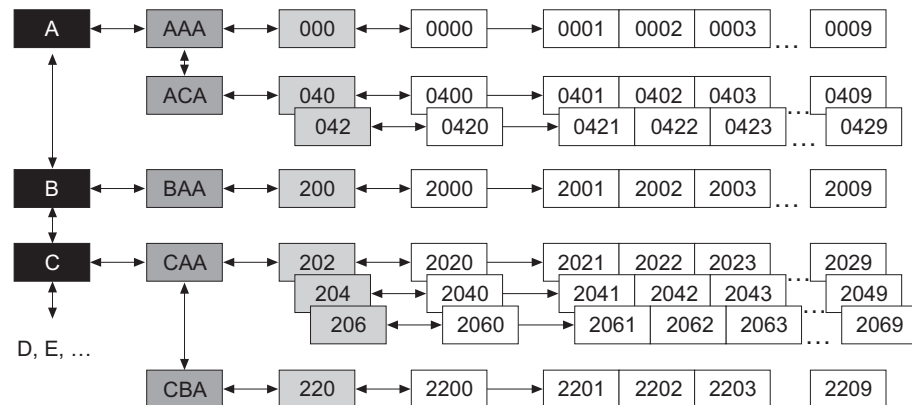 A AAA 000 0000 0001 0002 0003 ... 0009
ACA 040 0400 0401 0402 0403 ... 0409
042 0420 0421 0422 0423 ... 0429
B BAA 200 2000 2001 2002 2003 ... 2009
C CAA 202 2020 2021 2022 2023 ... 2029
204 2040 2041 2042 2043 ... 2049
206 2060 2061 2062 2063 ... 2069
D, E, ...
CBA 220 2200 2201 2202 2203 2209